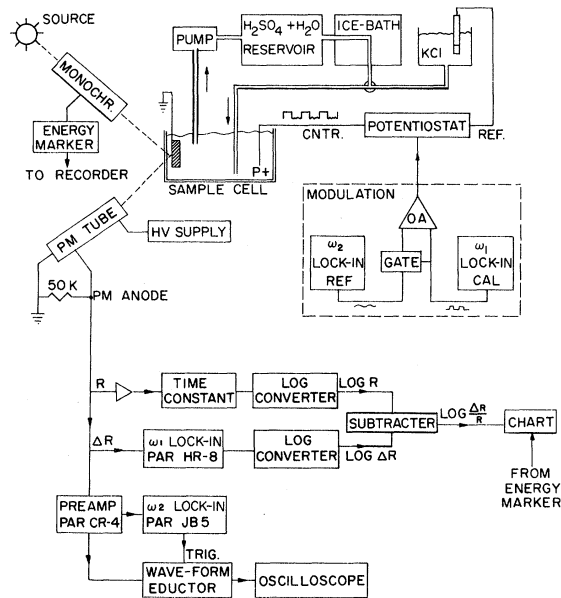 SOURCE
MONOCHR.
ENERGY
MARKER
TO RECORDER
PUMP
H2SO4 + H2O
RESERVOIR
ICE-BATH
KCl
P+
SAMPLE CELL
CNTR.
POTENTIOSTAT
REF.
MODULATION
OA
ω2
LOCK-IN
REF
GATE
ω1
LOCK-IN
CAL
PM TUBE
HV SUPPLY
50 K
PM ANODE
R
TIME
CONSTANT
LOG
CONVERTER
LOG R
ΔR
ω1 LOCK-IN
PAR HR-8
LOG
CONVERTER
LOG ΔR
SUBTRACTER
LOG ΔR/R
CHART
FROM
ENERGY
MARKER
PREAMP
PAR CR-4
ω2 LOCK-IN
PAR JB5
TRIG.
WAVE-FORM
EDUCTOR
OSCILLOSCOPE